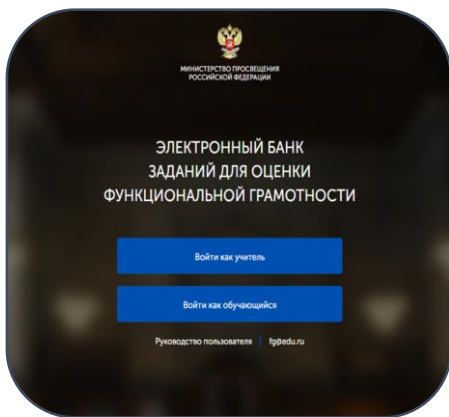 МИНИСТЕРСТВО ПРОСВЕЩЕНИЯ
РОССИЙСКОЙ ФЕДЕРАЦИИ
ЭЛЕКТРОННЫЙ БАНК
ЗАДАНИЙ ДЛЯ ОЦЕНКИ
ФУНКЦИОНАЛЬНОЙ ГРАМОТНОСТИ
Войти как учитель
Войти как обучающийся
Руководство пользователя | fg@edu.ru